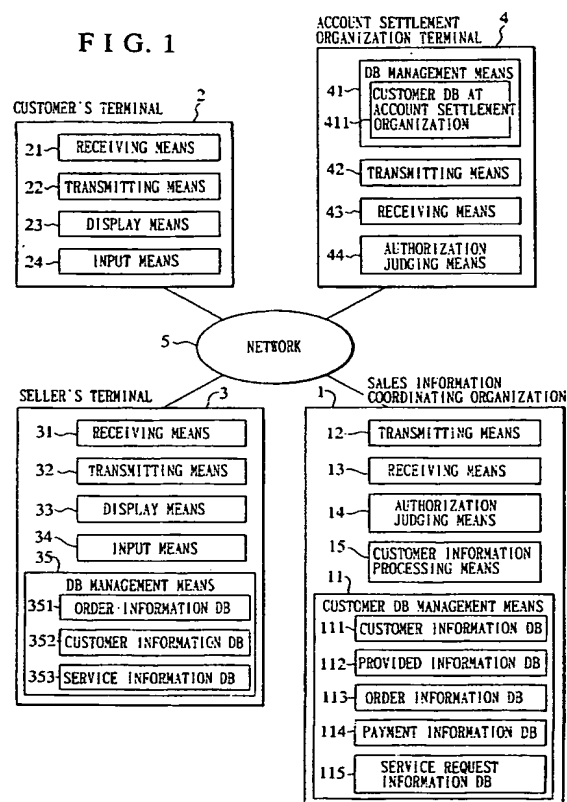 FIG. 1
CUSTOMER'S TERMINAL
2
21
RECEIVING MEANS
22
TRANSMITTING MEANS
23
DISPLAY MEANS
24
INPUT MEANS
ACCOUNT SETTLEMENT
ORGANIZATION TERMINAL
4
41
DB MANAGEMENT MEANS
411
CUSTOMER DB AT
ACCOUNT SETTLEMENT
ORGANIZATION
42
TRANSMITTING MEANS
43
RECEIVING MEANS
44
AUTHORIZATION
JUDGING MEANS
5
NETWORK
SELLER'S TERMINAL
3
31
RECEIVING MEANS
32
TRANSMITTING MEANS
33
DISPLAY MEANS
34
INPUT MEANS
35
DB MANAGEMENT MEANS
351
ORDER INFORMATION DB
352
CUSTOMER INFORMATION DB
353
SERVICE INFORMATION DB
1
SALES INFORMATION
COORDINATING ORGANIZATION
12
TRANSMITTING MEANS
13
RECEIVING MEANS
14
AUTHORIZATION
JUDGING MEANS
15
CUSTOMER INFORMATION
PROCESSING MEANS
11
CUSTOMER DB MANAGEMENT MEANS
111
CUSTOMER INFORMATION DB
112
PROVIDED INFORMATION DB
113
ORDER INFORMATION DB
114
PAYMENT INFORMATION DB
115
SERVICE REQUEST
INFORMATION DB